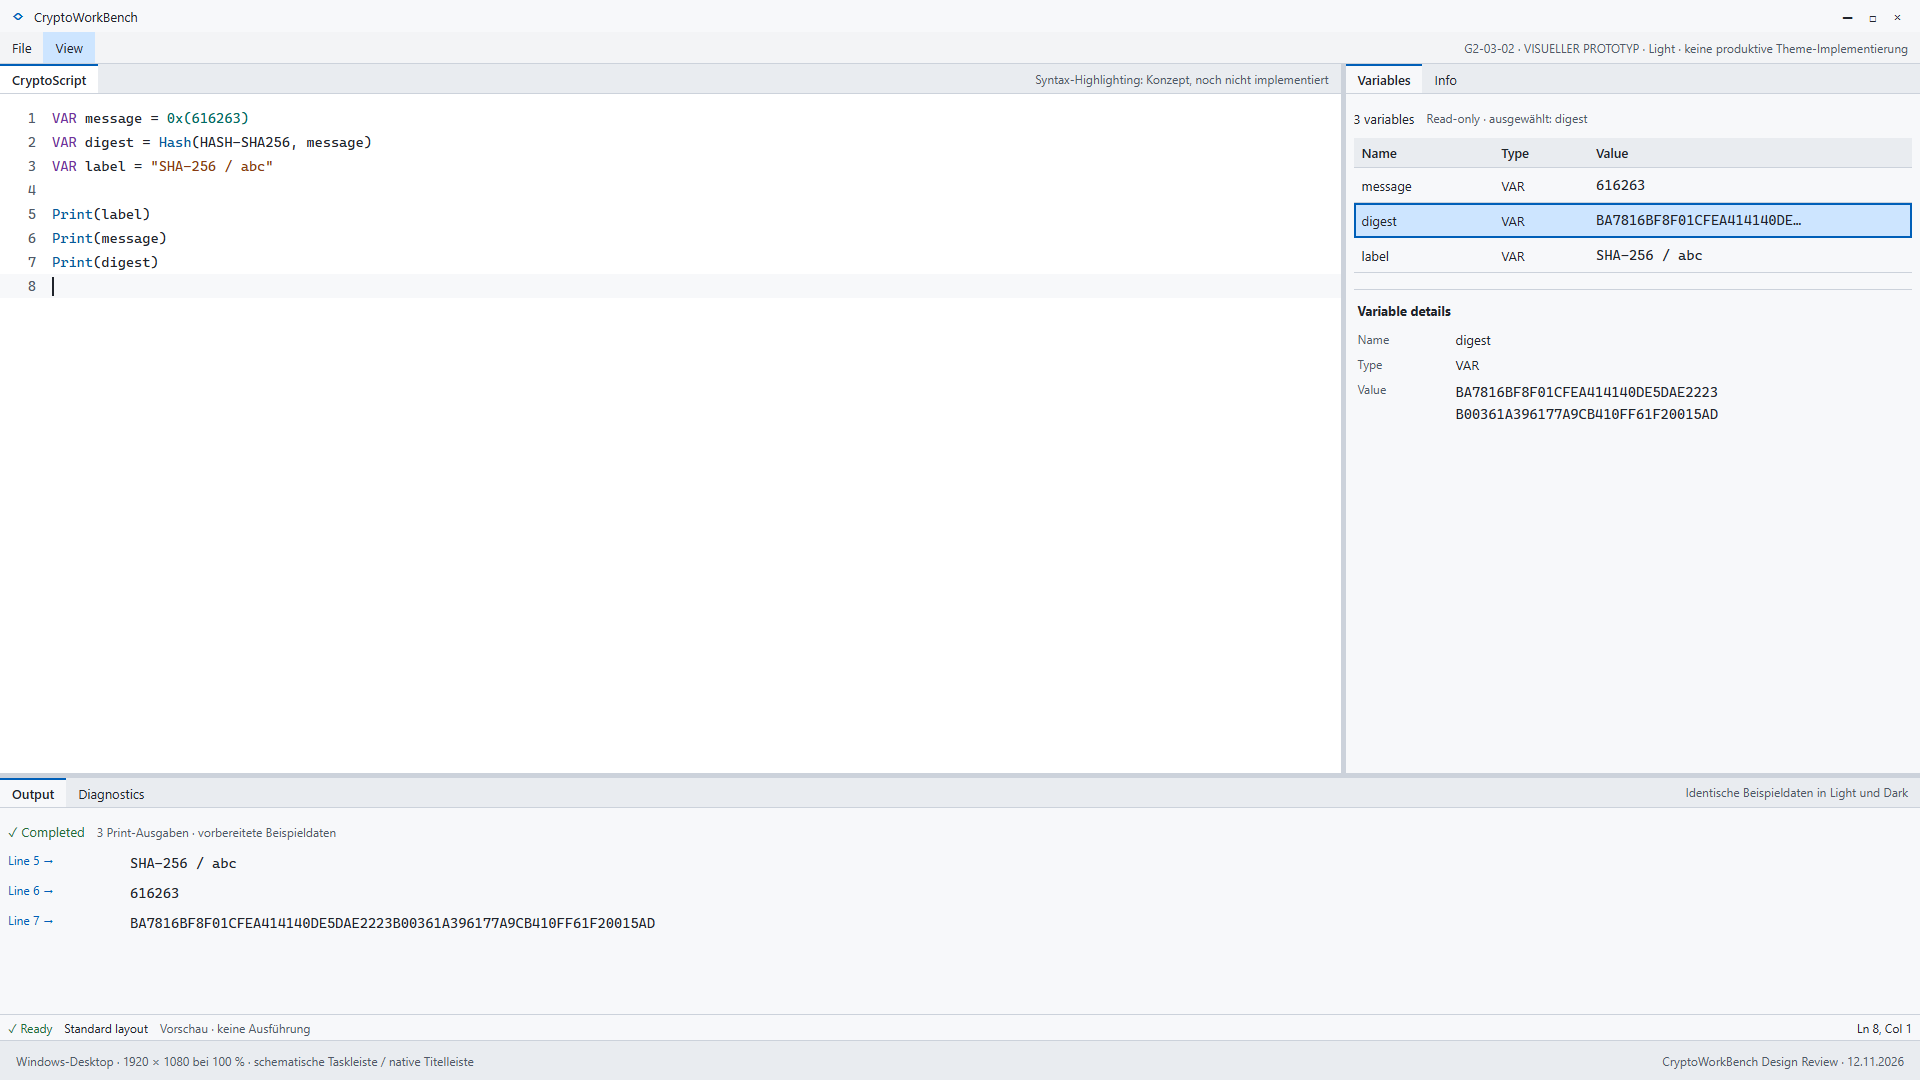 CryptoWorkBench
File View G2-03-02 · VISUELLER PROTOTYP · Light · keine produktive Theme-Implementierung
CryptoScript Syntax-Highlighting: Konzept, noch nicht implementiert
1 VAR message = 0x(616263)
2 VAR digest = Hash(HASH-SHA256, message)
3 VAR label = "SHA-256 / abc"
4
5 Print(label)
6 Print(message)
7 Print(digest)
8
Variables Info
3 variables Read-only · ausgewählt: digest
Name Type Value
message VAR 616263
digest VAR BA7816BF8F01CFEA414140DE…
label VAR SHA-256 / abc
Variable details
Name digest
Type VAR
Value BA7816BF8F01CFEA414140DE5DAE2223
B00361A396177A9CB410FF61F20015AD
Output Diagnostics Identische Beispieldaten in Light und Dark
✓ Completed 3 Print-Ausgaben · vorbereitete Beispieldaten
Line 5 → SHA-256 / abc
Line 6 → 616263
Line 7 → BA7816BF8F01CFEA414140DE5DAE2223B00361A396177A9CB410FF61F20015AD
✓ Ready Standard layout Vorschau · keine Ausführung Ln 8, Col 1
Windows-Desktop · 1920 × 1080 bei 100 % · schematische Taskleiste / native Titelleiste CryptoWorkBench Design Review · 12.11.2026